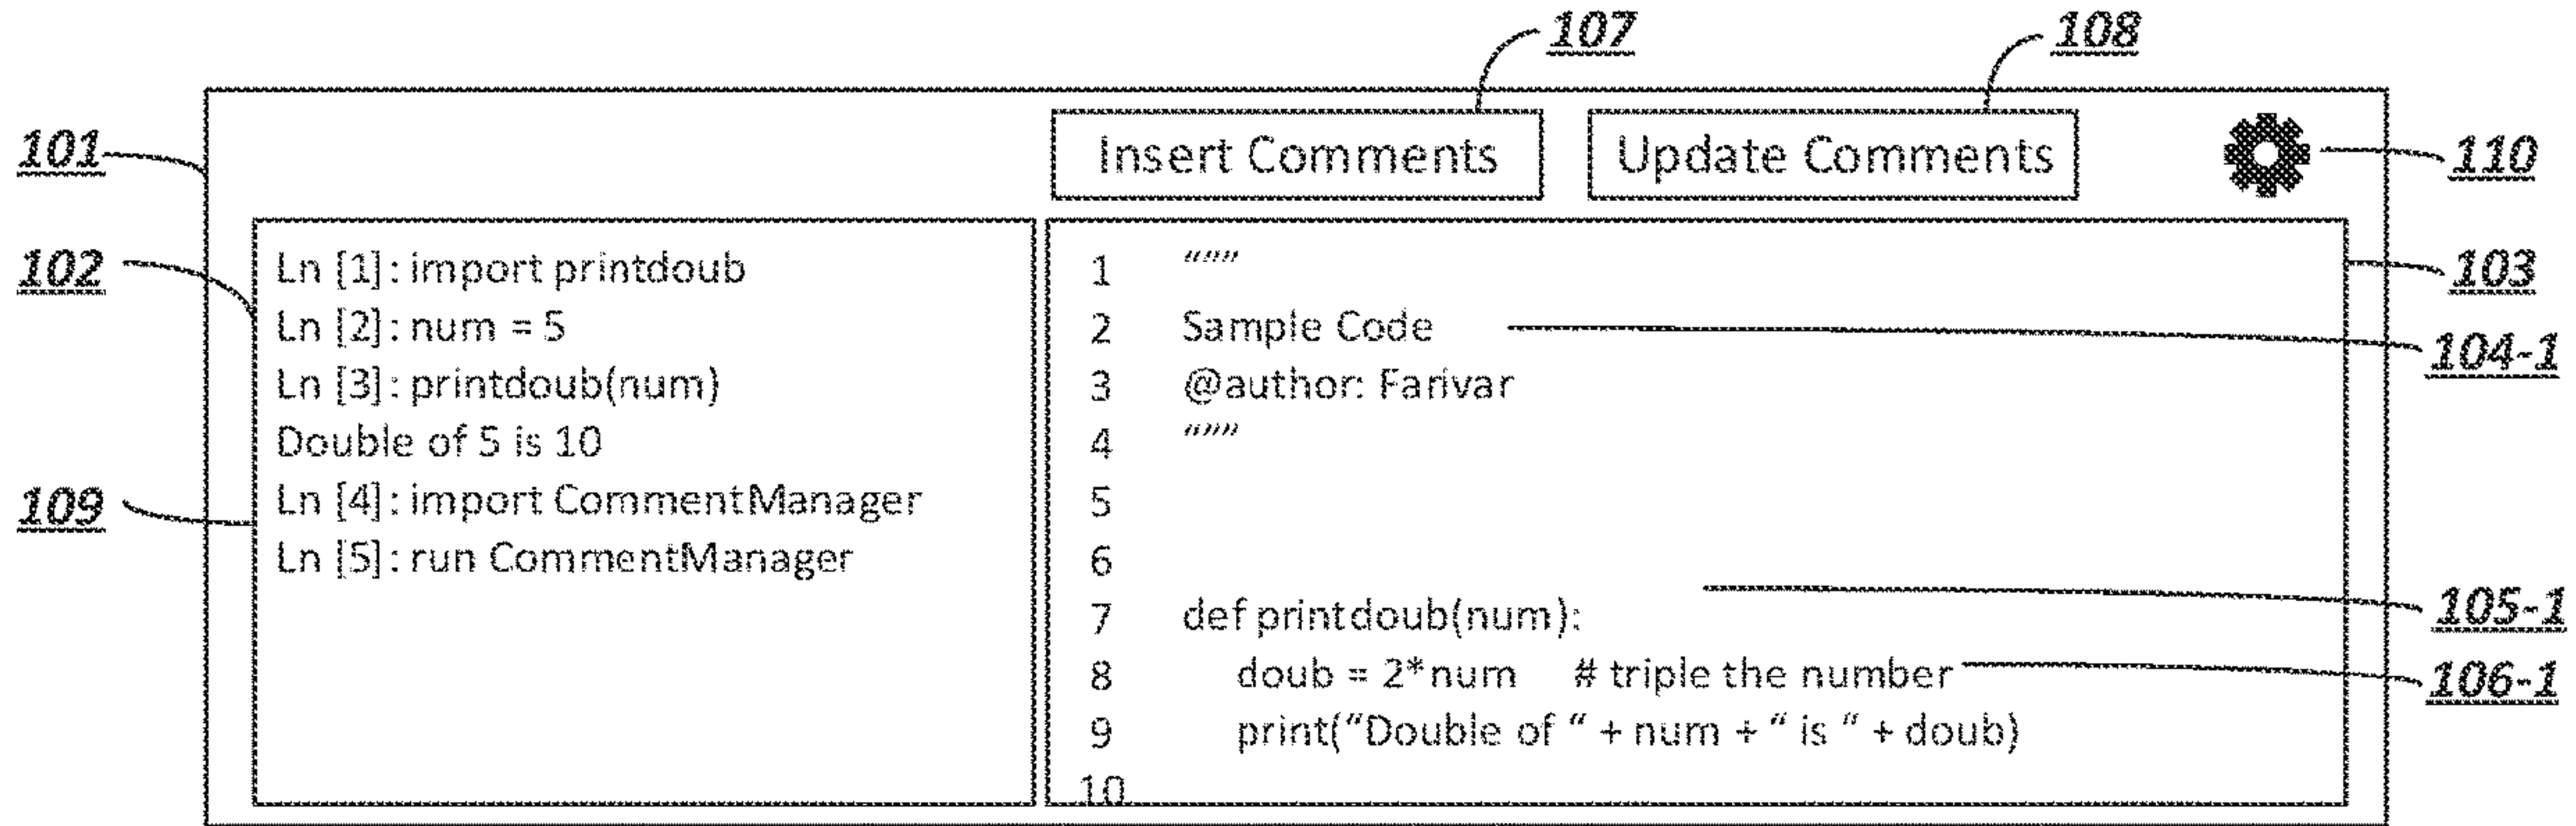 107 108
101 Insert Comments Update Comments 110
102 Ln [1]: import printdoub 1 """ 103
Ln [2]: num = 5 2 Sample Code 104-1
Ln [3]: printdoub(num) 3 @author: Farivar
Double of 5 is 10 4 """
109 Ln [4]: import CommentManager 5
Ln [5]: run CommentManager 6
7 def printdoub(num): 105-1
8 doub = 2*num # triple the number 106-1
9 print("Double of " + num + " is " + doub)
10